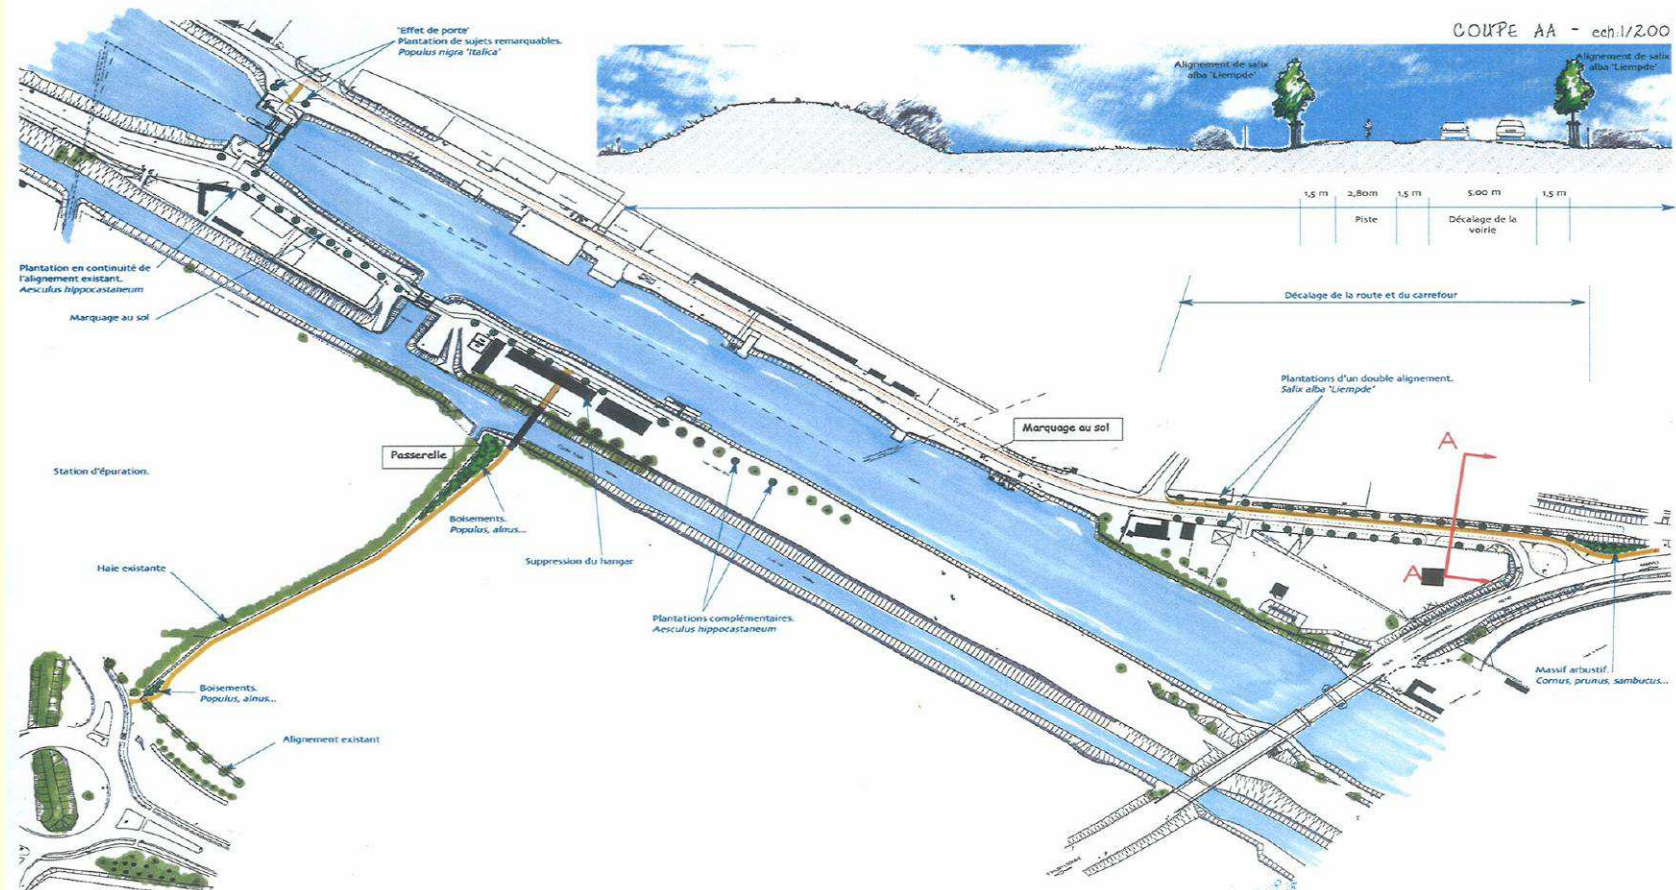 COUPE AA - ech:1/200
"Effet de porte"
Plantation de sujets remarquables.
Populus nigra 'Italica'
Alignement de salix
alba 'Liempde'
Alignement de salix
alba 'Liempde'
1,5 m
2,80m
1,5 m
5.00 m
1,5 m
Piste
Décalage de la
voirie
Plantation en continuité de
l'alignement existant.
Aesculus hippocastaneum
Marquage au sol
Décalage de la route et du carrefour
Plantations d'un double alignement.
Salix alba "Liempde"
Marquage au sol
A
Passerelle
Station d'épuration.
Boisements.
Populus, alnus...
Suppression du hangar
Haie existante
A
Plantations complémentaires.
Aesculus hippocastaneum
Massif arbustif.
Cornus, prunus, sambucus...
Boisements.
Populus, alnus...
Alignement existant